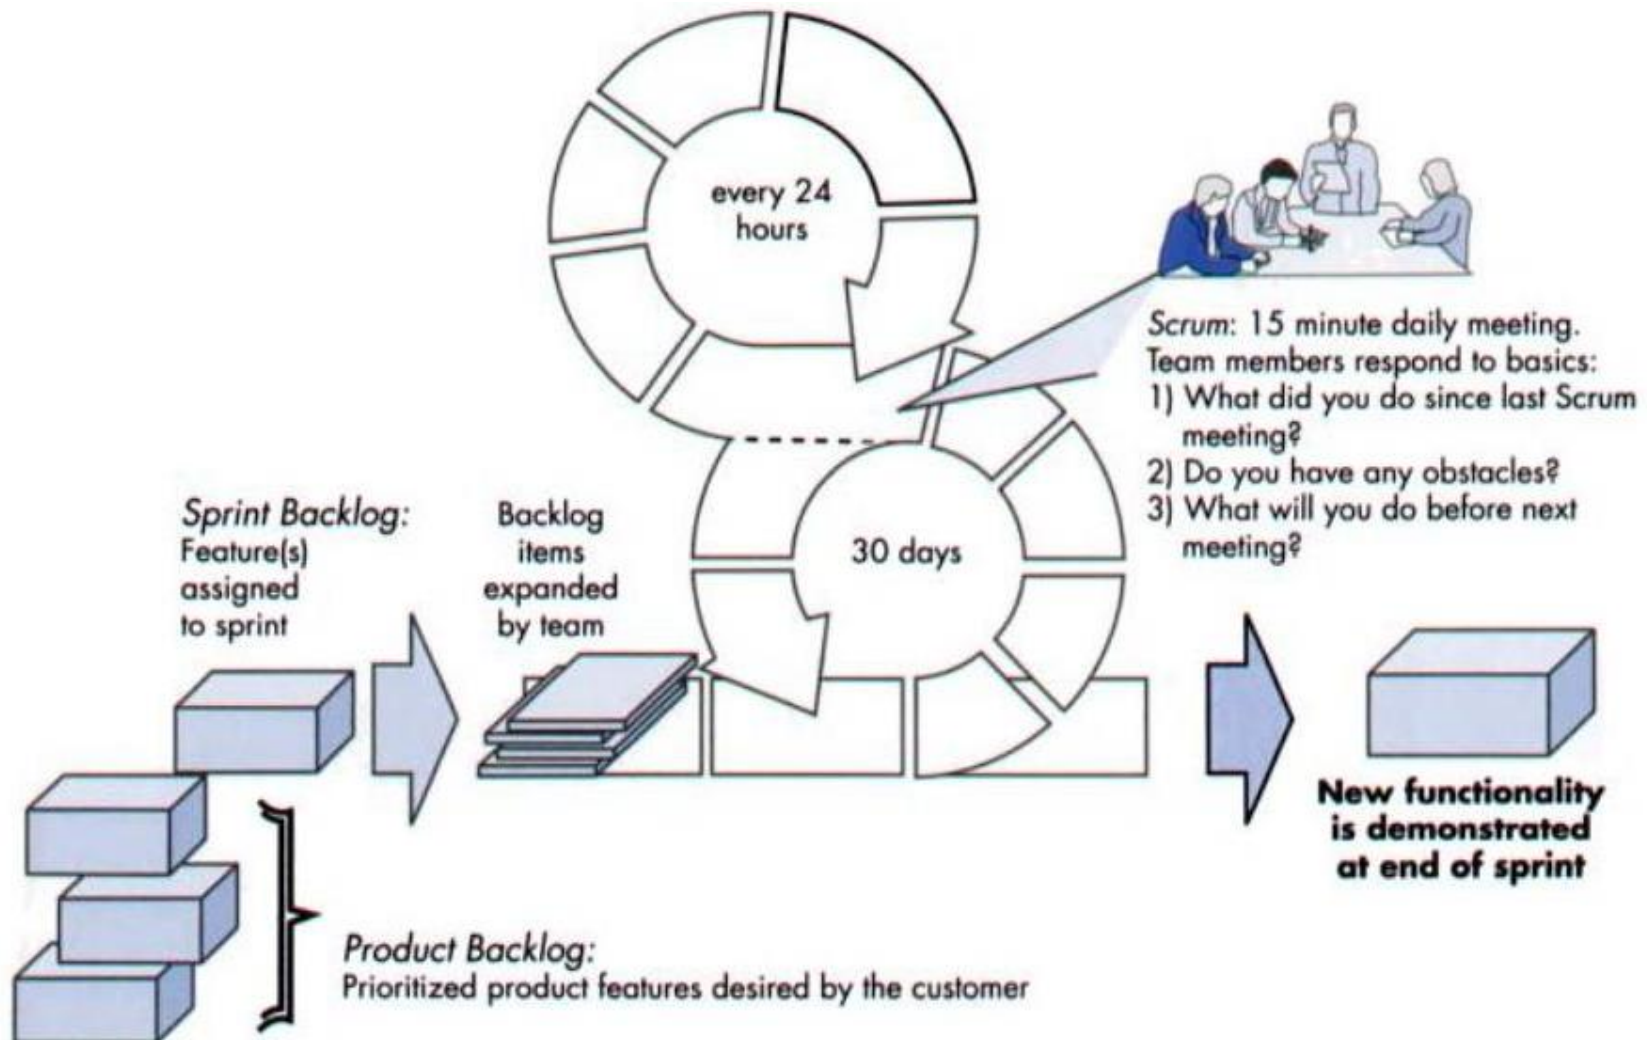 every 24
hours
Scrum: 15 minute daily meeting.
Team members respond to basics:
1) What did you do since last Scrum
meeting?
2) Do you have any obstacles?
3) What will you do before next
meeting?
Sprint Backlog:
Feature(s)
assigned
to sprint
Backlog
items
expanded
by team
30 days
New functionality
is demonstrated
at end of sprint
Product Backlog:
Prioritized product features desired by the customer